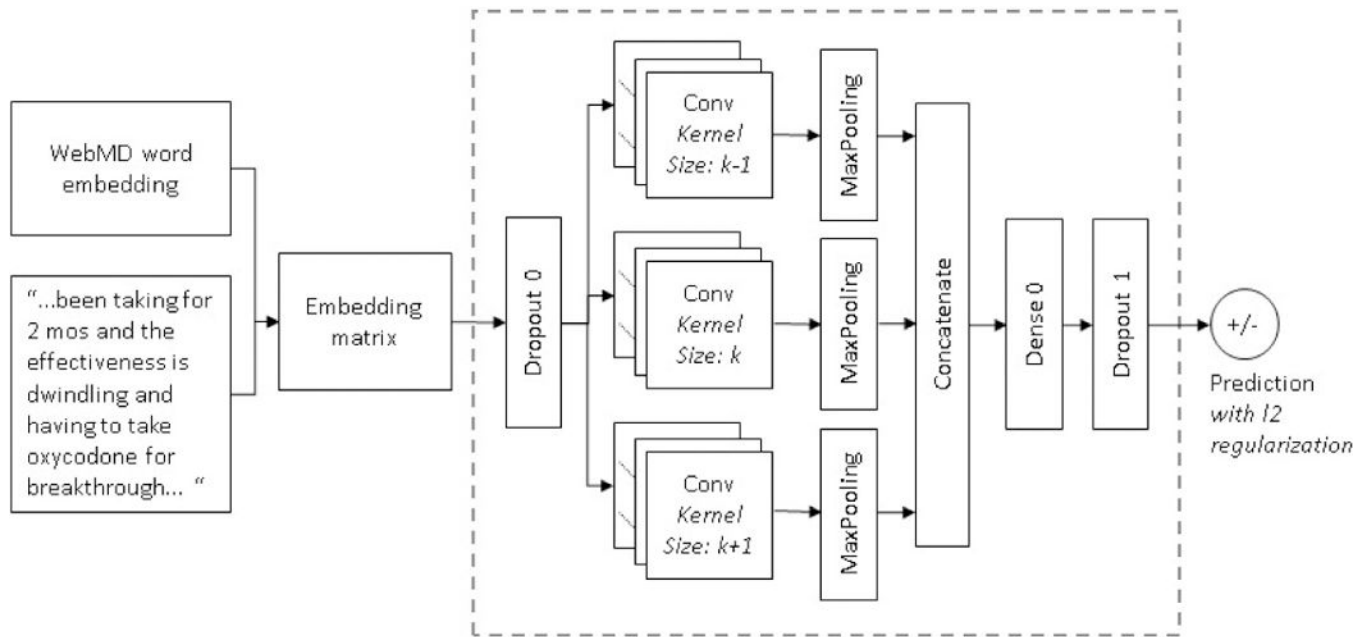 WebMD word
embedding
“...been taking for
2 mos and the
effectiveness is
dwindling and
having to take
oxycodone for
breakthrough... “
Embedding
matrix
Dropout 0
Conv
Kernel
Size: k-1
MaxPooling
Conv
Kernel
Size: k
MaxPooling
Conv
Kernel
Size: k+1
MaxPooling
Concatenate
Dense 0
Dropout 1
+/-
Prediction
with l2
regularization